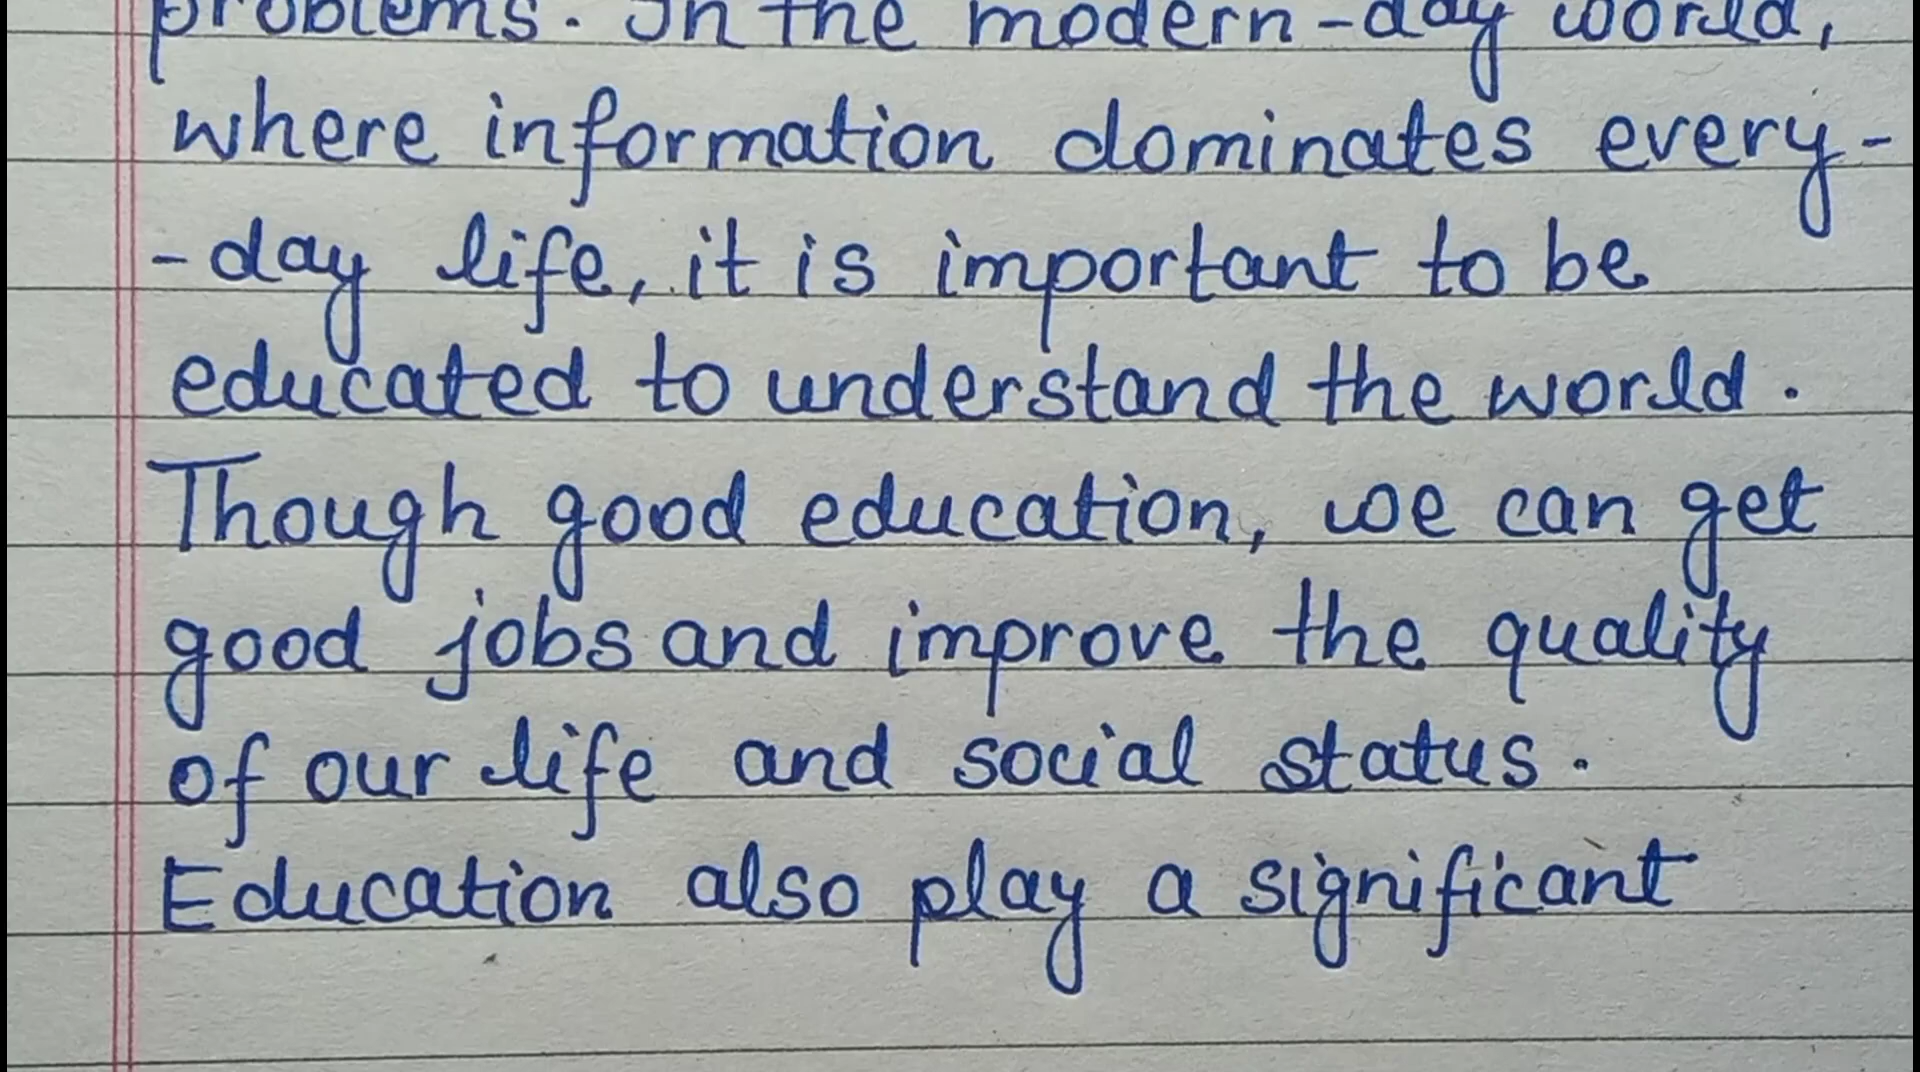 problems. In the modern-day world,
where information dominates every-
-day life, it is important to be
educated to understand the world.
Though good education, we can get
good jobs and improve the quality
of our life and social status.
Education also play a significant